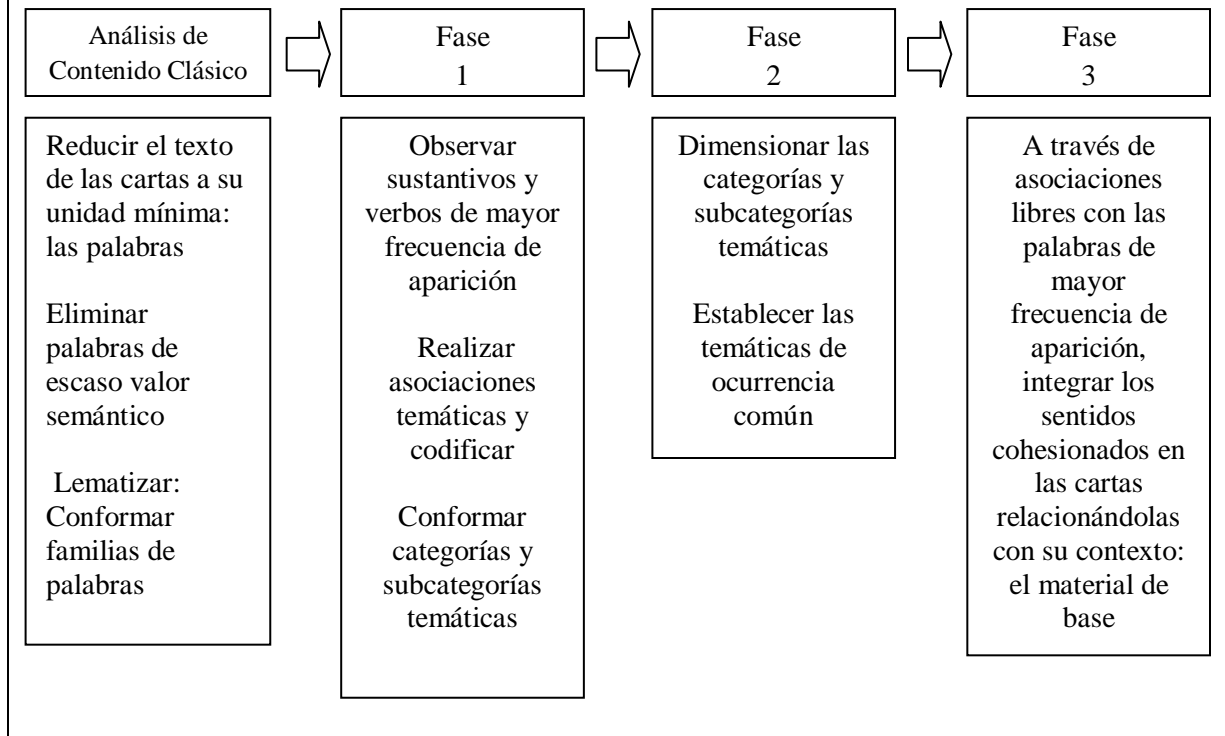 Análisis de
Contenido Clásico
Fase
1
Fase
2
Fase
3
Reducir el texto
de las cartas a su
unidad mínima:
las palabras
Eliminar
palabras de
escaso valor
semántico
Lematizar:
Conformar
familias de
palabras
Observar
sustantivos y
verbos de mayor
frecuencia de
aparición
Realizar
asociaciones
temáticas y
codificar
Conformar
categorías y
subcategorías
temáticas
Dimensionar las
categorías y
subcategorías
temáticas
Establecer las
temáticas de
ocurrencia
común
A través de
asociaciones
libres con las
palabras de
mayor
frecuencia de
aparición,
integrar los
sentidos
cohesionados en
las cartas
relacionándolas
con su contexto:
el material de
base